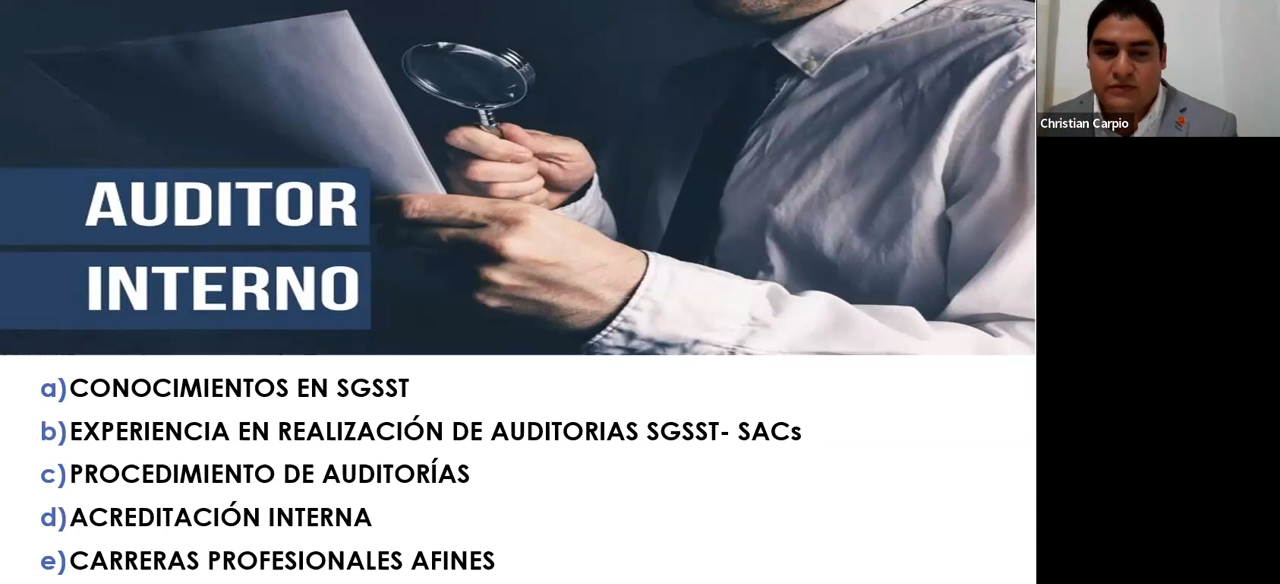 AUDITOR
INTERNO
Christian Carpio
a) CONOCIMIENTOS EN SGSST
b) EXPERIENCIA EN REALIZACIÓN DE AUDITORIAS SGSST- SACs
c) PROCEDIMIENTO DE AUDITORÍAS
d) ACREDITACIÓN INTERNA
e) CARRERAS PROFESIONALES AFINES